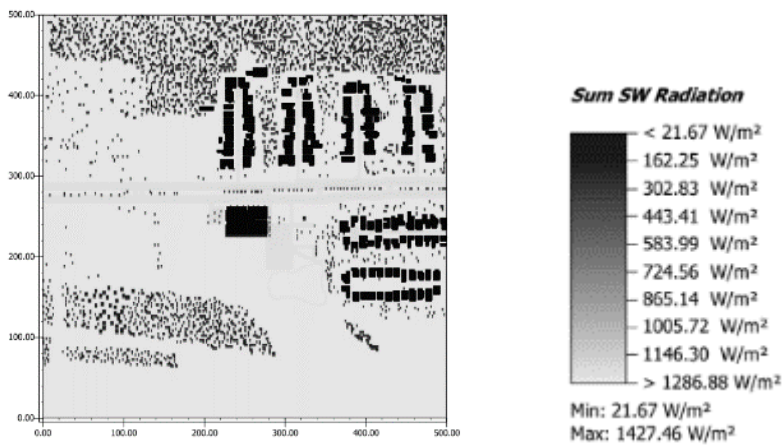 500.00
400.00
300.00
200.00
100.00
0.00
0.00 100.00 200.00 300.00 400.00 500.00
Sum SW Radiation
< 21.67 W/m²
162.25 W/m²
302.83 W/m²
443.41 W/m²
583.99 W/m²
724.56 W/m²
865.14 W/m²
1005.72 W/m²
1146.30 W/m²
> 1286.88 W/m²
Min: 21.67 W/m²
Max: 1427.46 W/m²